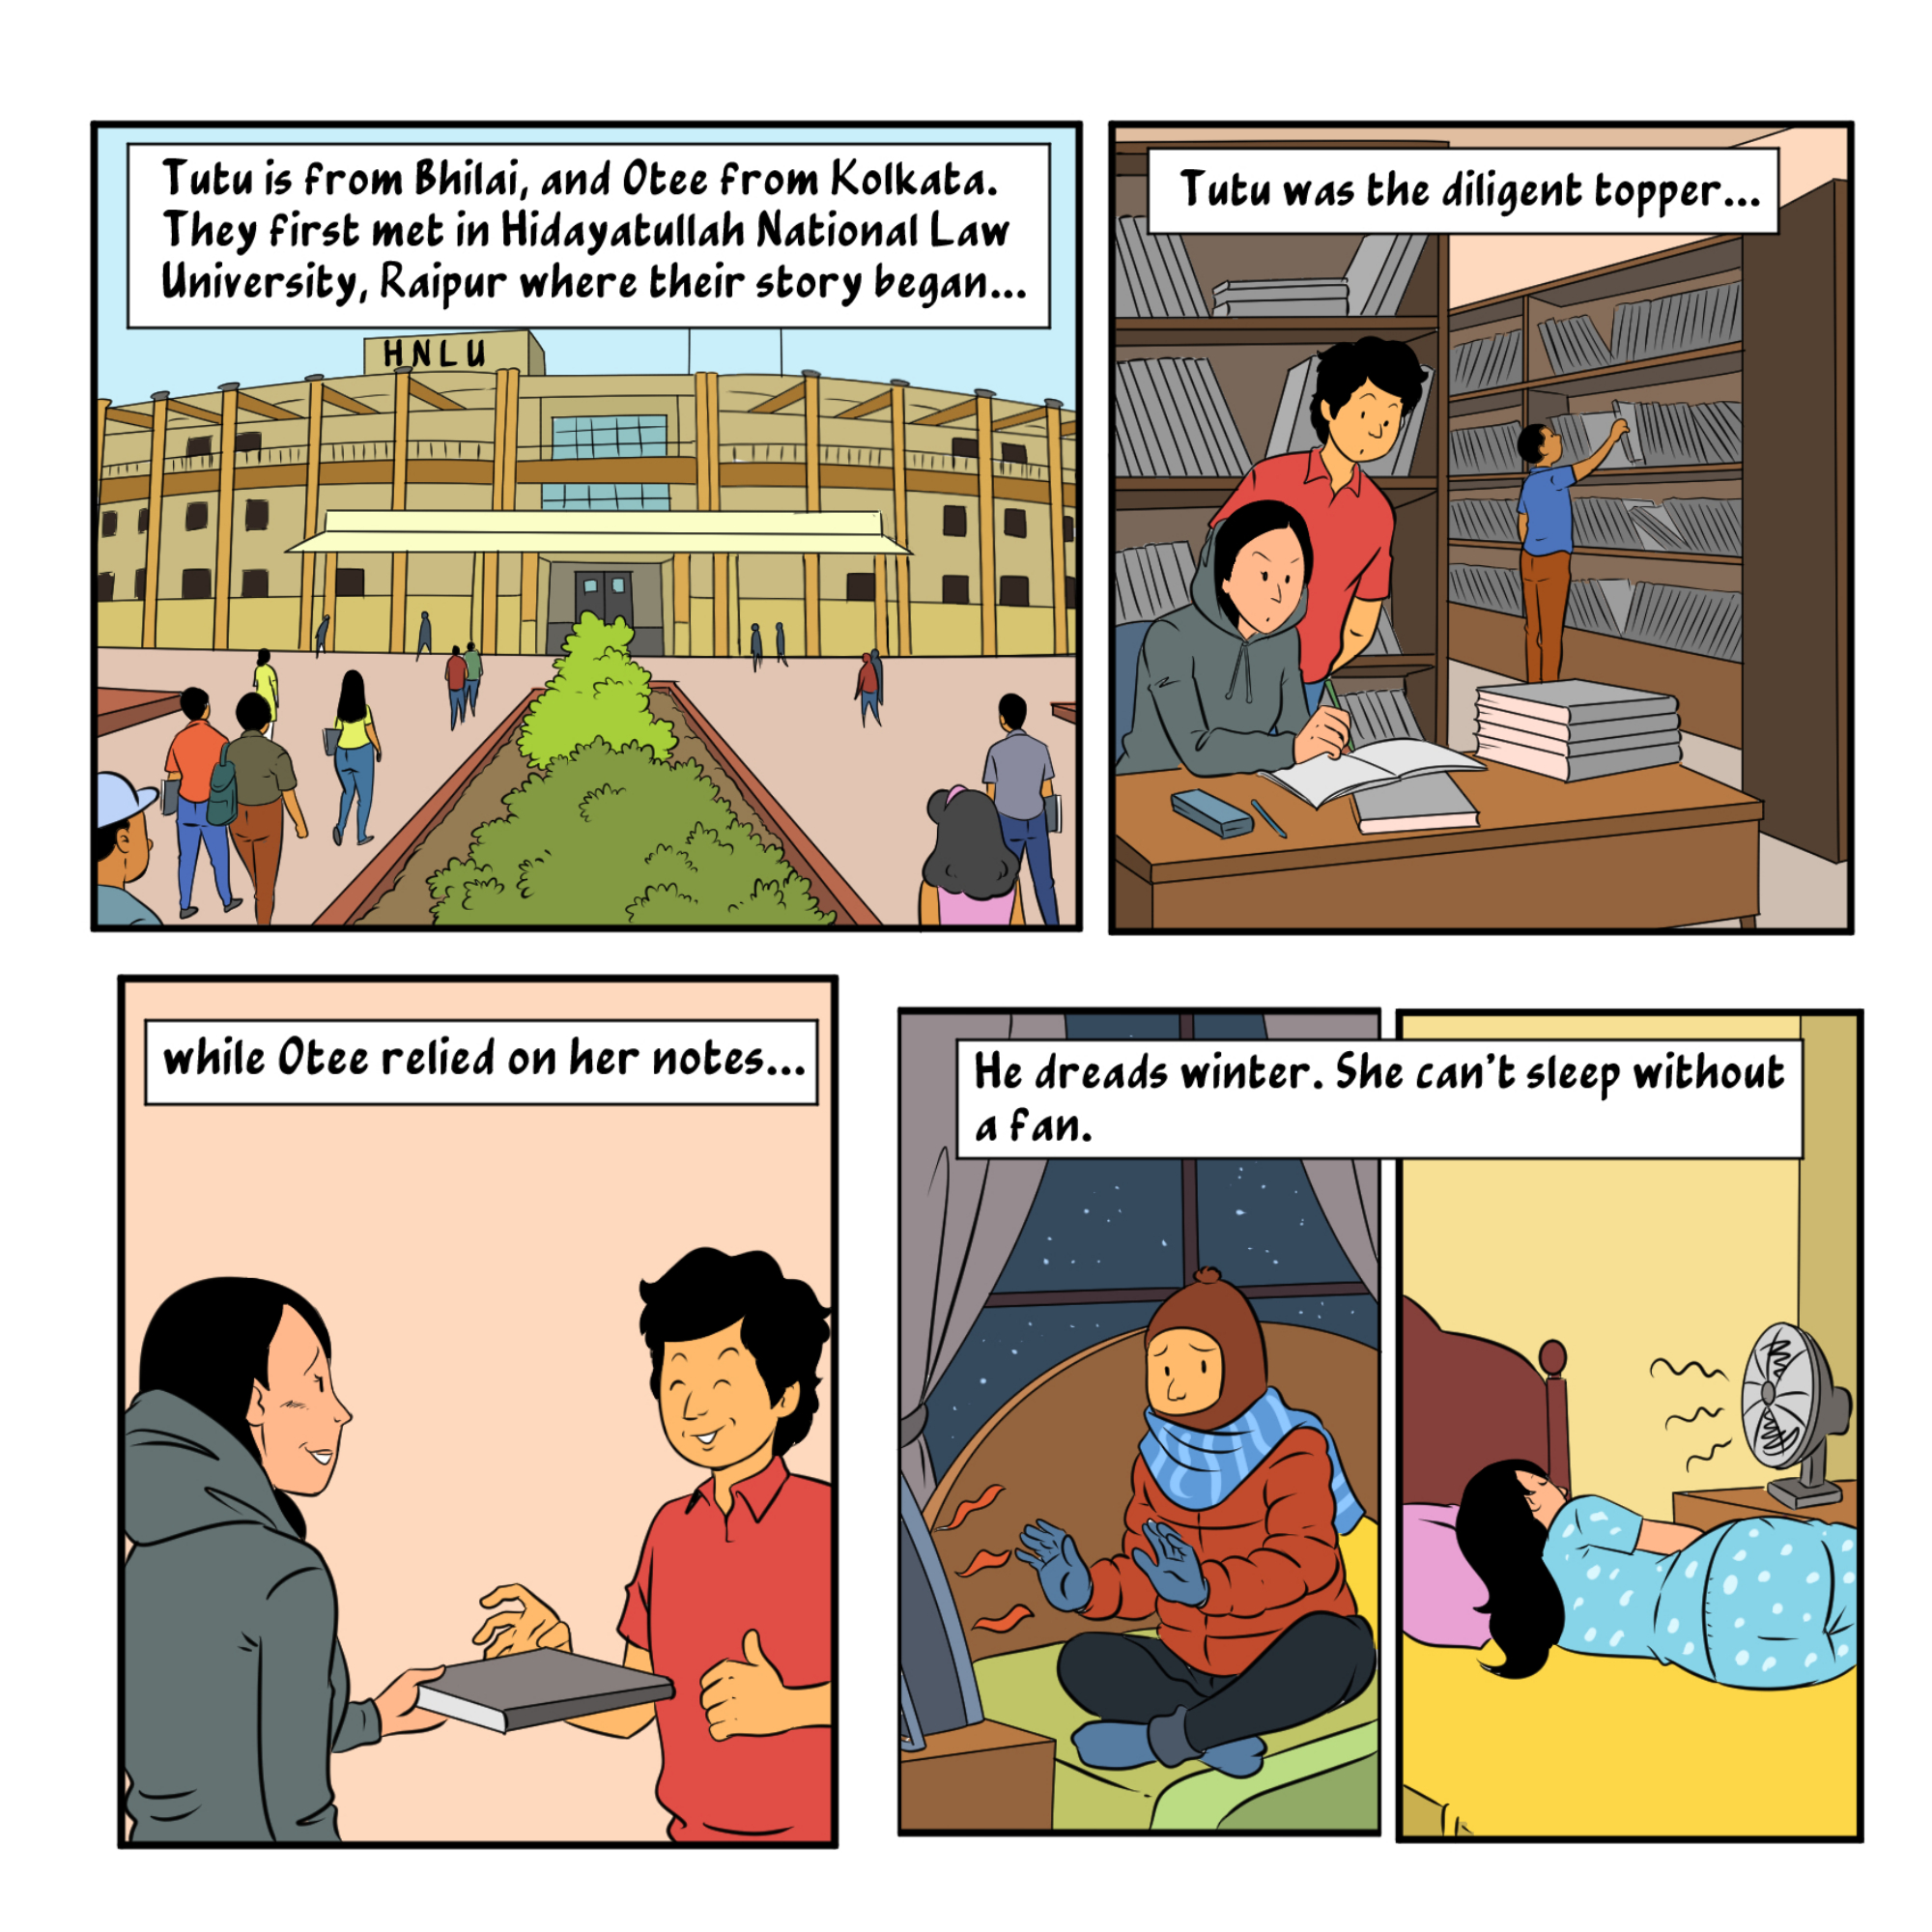 Tutu is from Bhilai, and Otee from Kolkata.
They first met in Hidayatullah National Law
University, Raipur where their story began...
HNLU
Tutu was the diligent topper...
while Otee relied on her notes...
He dreads winter. She can't sleep without
a fan.